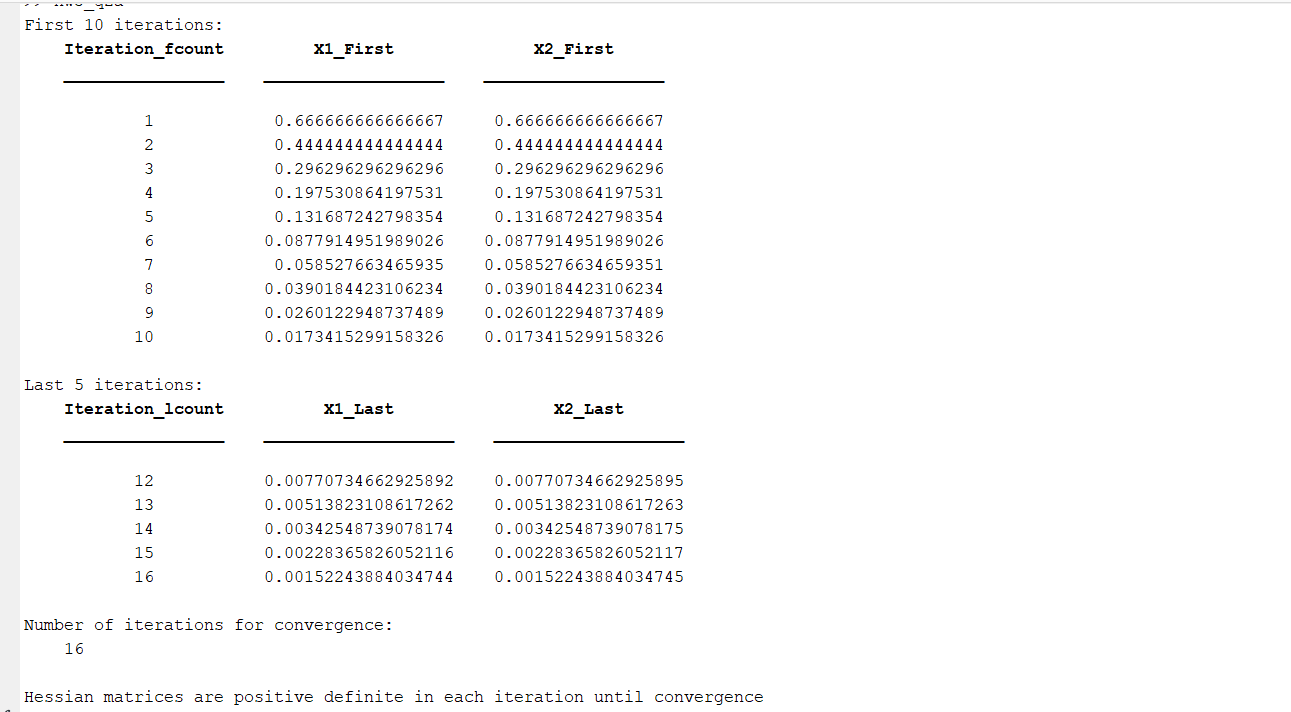 First 10 iterations:
Iteration_fcount X1_First X2_First
1 0.666666666666667 0.666666666666667
2 0.444444444444444 0.444444444444444
3 0.296296296296296 0.296296296296296
4 0.197530864197531 0.197530864197531
5 0.131687242798354 0.131687242798354
6 0.0877914951989026 0.0877914951989026
7 0.058527663465935 0.0585276634659351
8 0.0390184423106234 0.0390184423106234
9 0.0260122948737489 0.0260122948737489
10 0.0173415299158326 0.0173415299158326
Last 5 iterations:
Iteration_lcount X1_Last X2_Last
12 0.00770734662925892 0.00770734662925895
13 0.00513823108617262 0.00513823108617263
14 0.00342548739078174 0.00342548739078175
15 0.00228365826052116 0.00228365826052117
16 0.00152243884034744 0.00152243884034745
Number of iterations for convergence:
16
Hessian matrices are positive definite in each iteration until convergence